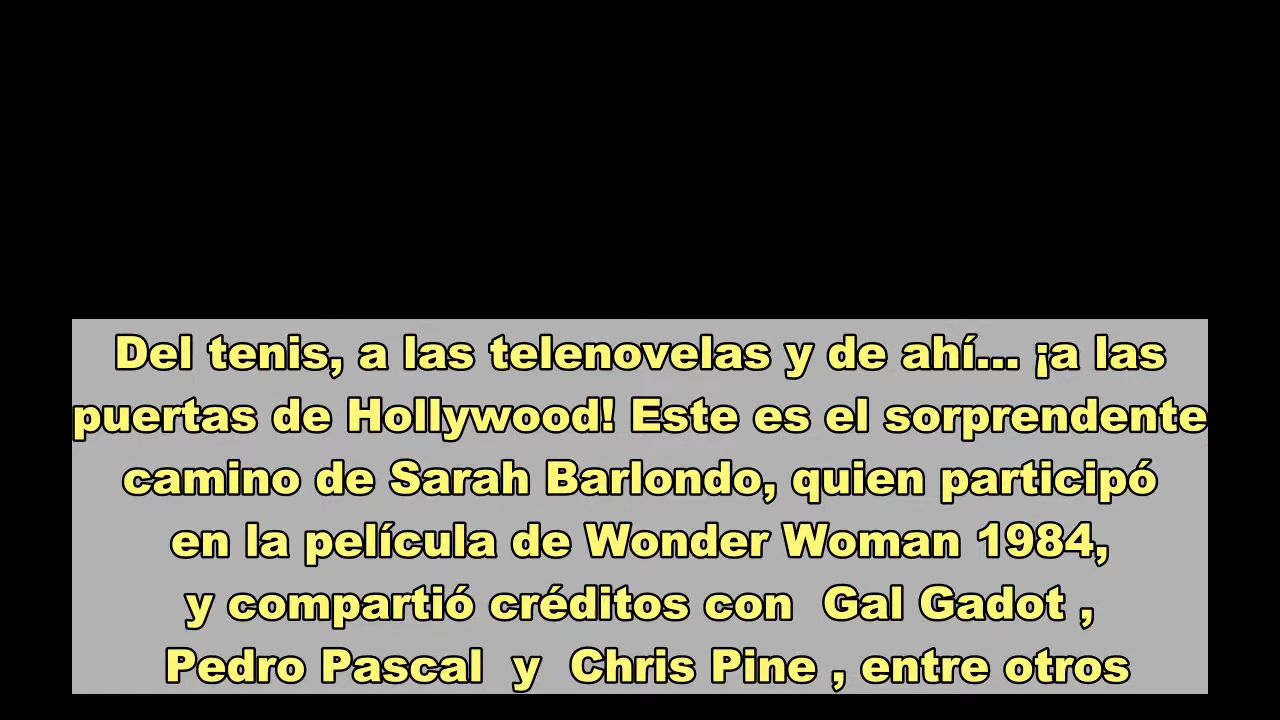 Del tenis, a las telenovelas y de ahí... ¡a las
puertas de Hollywood! Este es el sorprendente
camino de Sarah Barlondo, quien participó
en la película de Wonder Woman 1984,
y compartió créditos con  Gal Gadot ,
Pedro Pascal  y  Chris Pine , entre otros